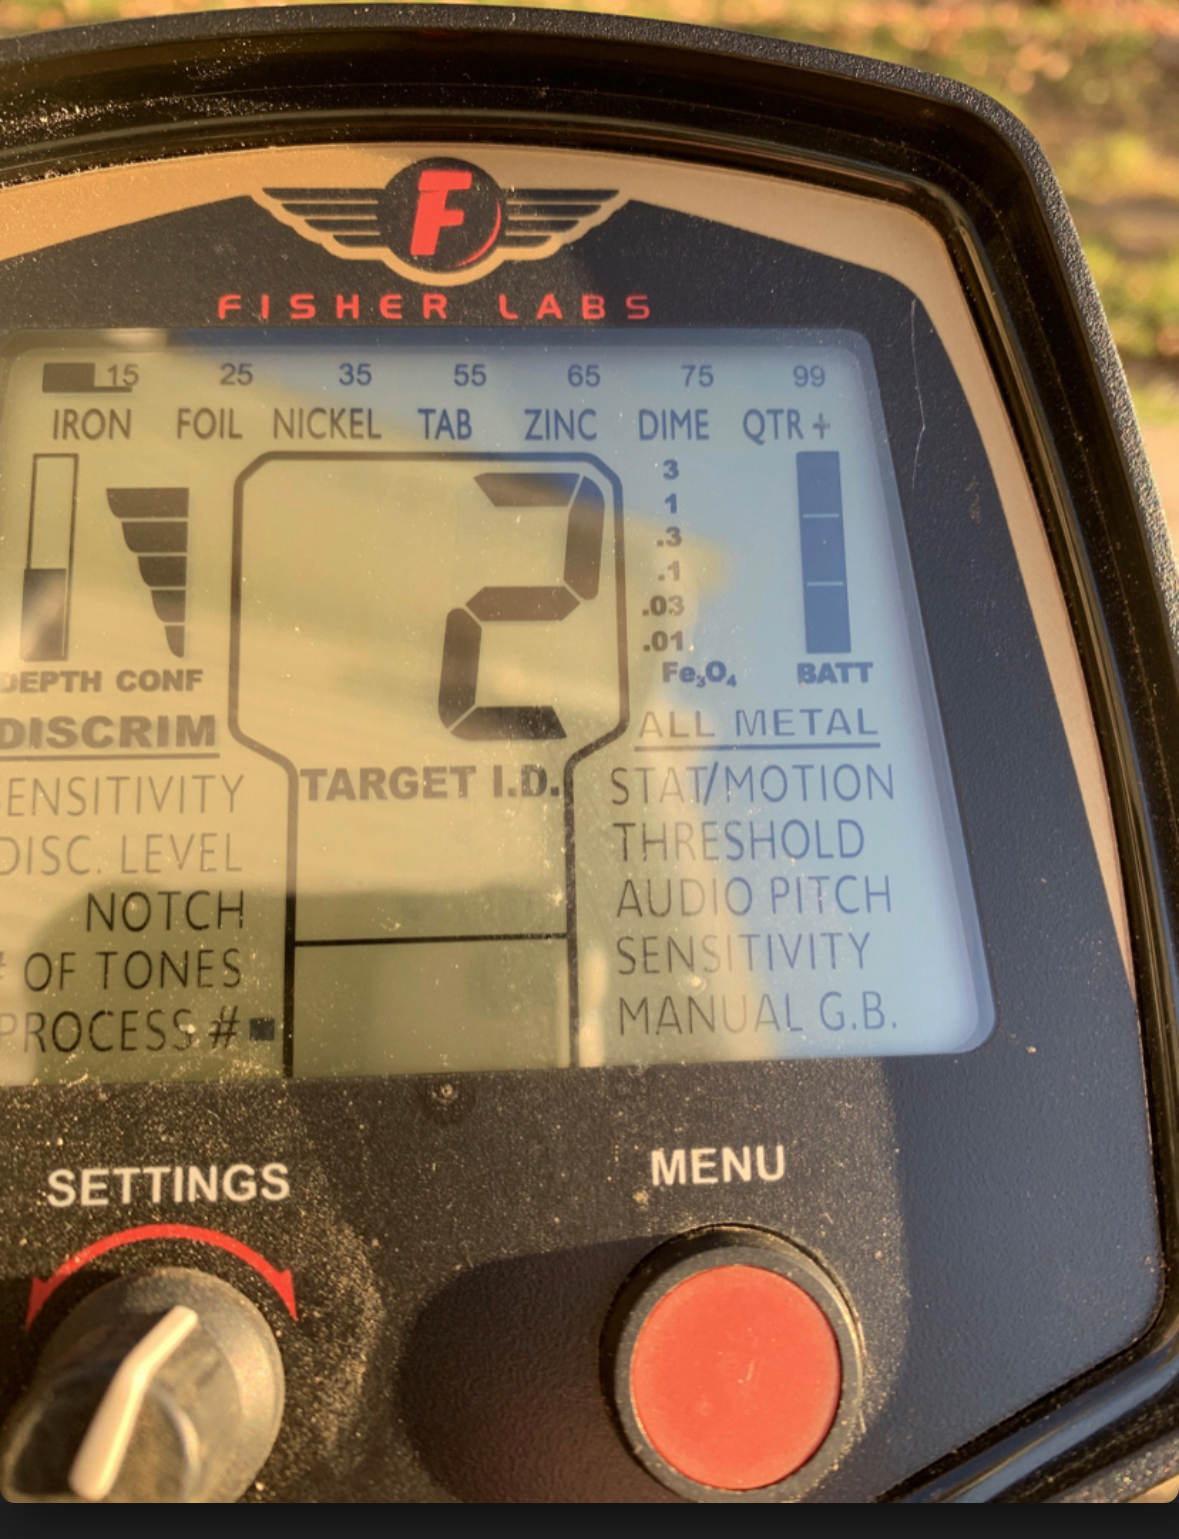 F
FISHER LABS
15 25 35 55 65 75 99
IRON FOIL NICKEL TAB ZINC DIME QTR+
2
3
1
.3
.1
.03
.01
DEPTH CONF
Fe3O4 BATT
DISCRIM
ALL METAL
TARGET I.D.
SENSITIVITY
STAT/MOTION
DISC. LEVEL
THRESHOLD
NOTCH
AUDIO PITCH
# OF TONES
SENSITIVITY
PROCESS #
MANUAL G.B.
SETTINGS
MENU